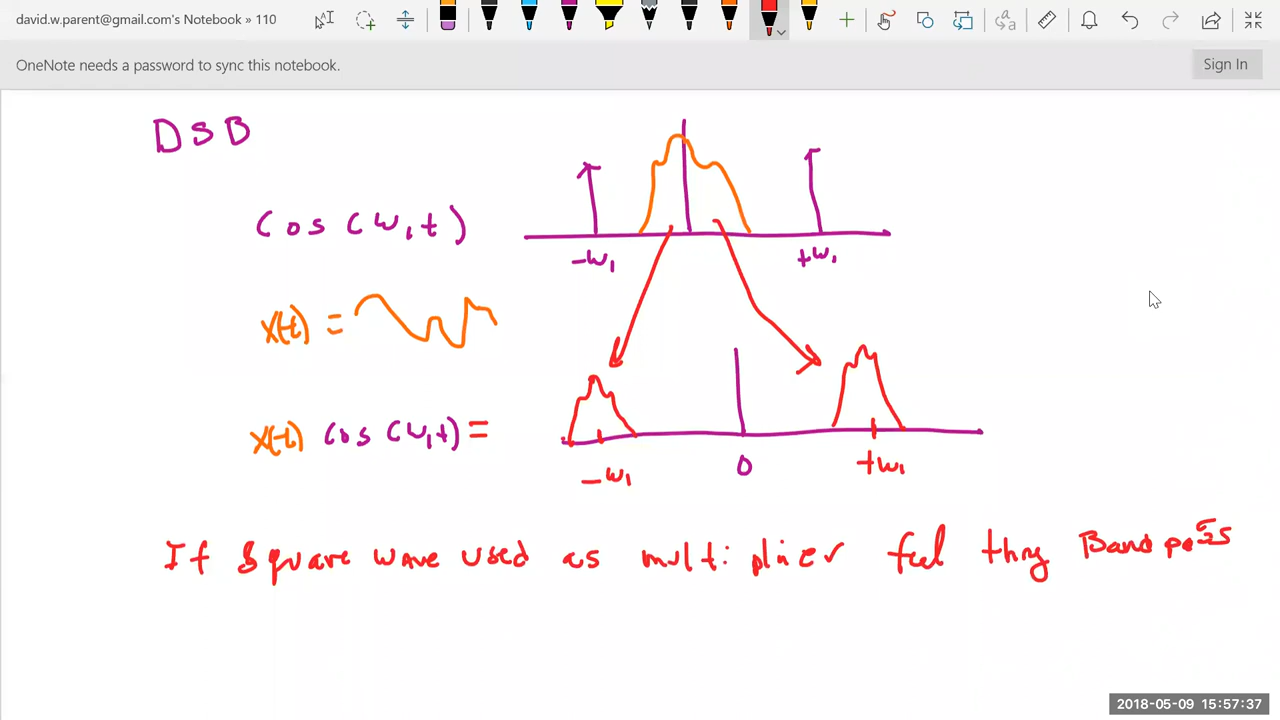 david.w.parent@gmail.com's Notebook » 110
OneNote needs a password to sync this notebook.
Sign In
DSB
Cos(ω₁t)
-ω₁
+ω₁
x(t) =
x(t) cos(ω₁t) =
-ω₁
0
+ω₁
If square wave used as multiplier feel thry Band pass
2018-05-09 15:57:37